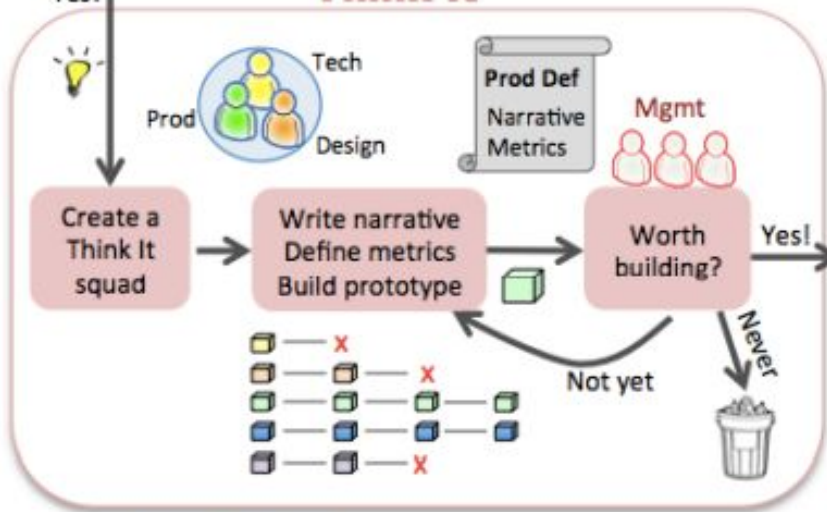 Yes!
Tech
Prod
Design
Prod Def
Narrative
Metrics
Mgmt
Create a
Think It
squad
Write narrative
Define metrics
Build prototype
Worth
building?
Yes!
Never
Not yet
X
X
X